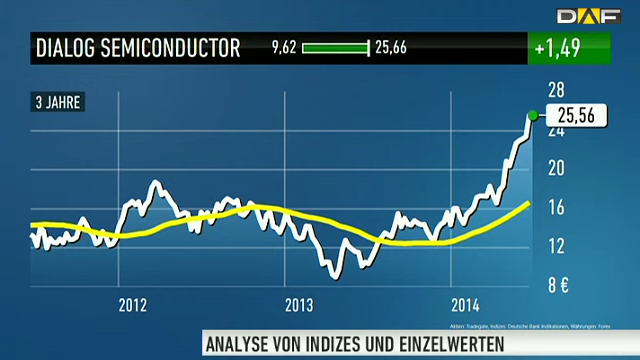 DAF
DIALOG SEMICONDUCTOR 9,62 25,66 +1,49
3 JAHRE
28
25,56
24
20
16
12
8 €
2012 2013 2014
Aktien: Tradegate, Indizes: Deutsche Bank Indikationen, Währungen: Forex
ANALYSE VON INDIZES UND EINZELWERTEN